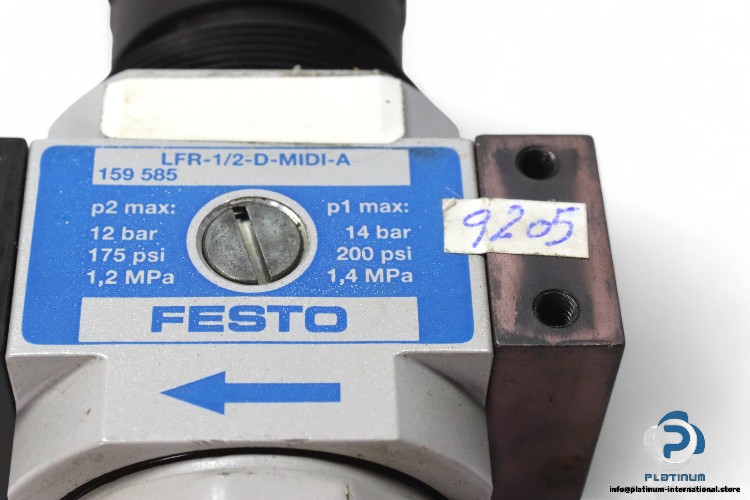 LFR-1/2-D-MIDI-A
159 585
p2 max:
12 bar
175 psi
1,2 MPa
p1 max:
14 bar
200 psi
1,4 MPa
9205
FESTO
PLATINUM
INTERNATIONAL
info@platinum-international.store